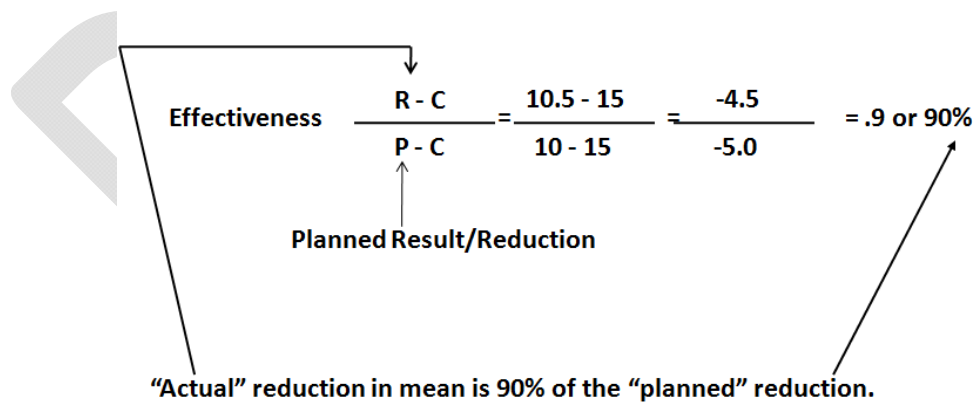 R - C 10.5 - 15 -4.5
Effectiveness = = = .9 or 90%
P - C 10 - 15 -5.0
Planned Result/Reduction
“Actual” reduction in mean is 90% of the “planned” reduction.